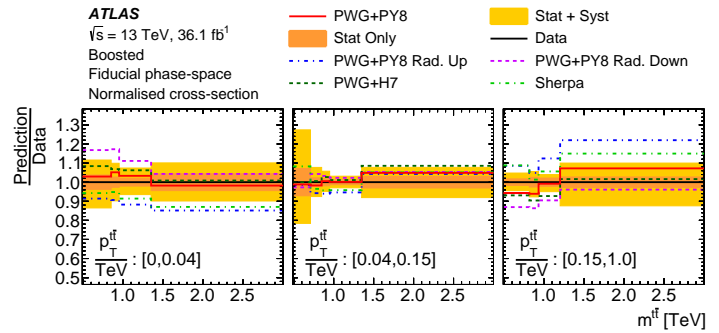 ATLAS
√s = 13 TeV, 36.1 fb⁻¹
Boosted
Fiducial phase-space
Normalised cross-section
PWG+PY8
Stat Only
PWG+PY8 Rad. Up
PWG+H7
Stat + Syst
Data
PWG+PY8 Rad. Down
Sherpa
Prediction
Data
1.3
1.2
1.1
1.0
0.9
0.8
0.7
0.6
0.5
p_T^{tt̄}
TeV : [0,0.04]
p_T^{tt̄}
TeV : [0.04,0.15]
p_T^{tt̄}
TeV : [0.15,1.0]
1.0 1.5 2.0 2.5
1.0 1.5 2.0 2.5
1.0 1.5 2.0 2.5 3.0
m^{tt̄} [TeV]